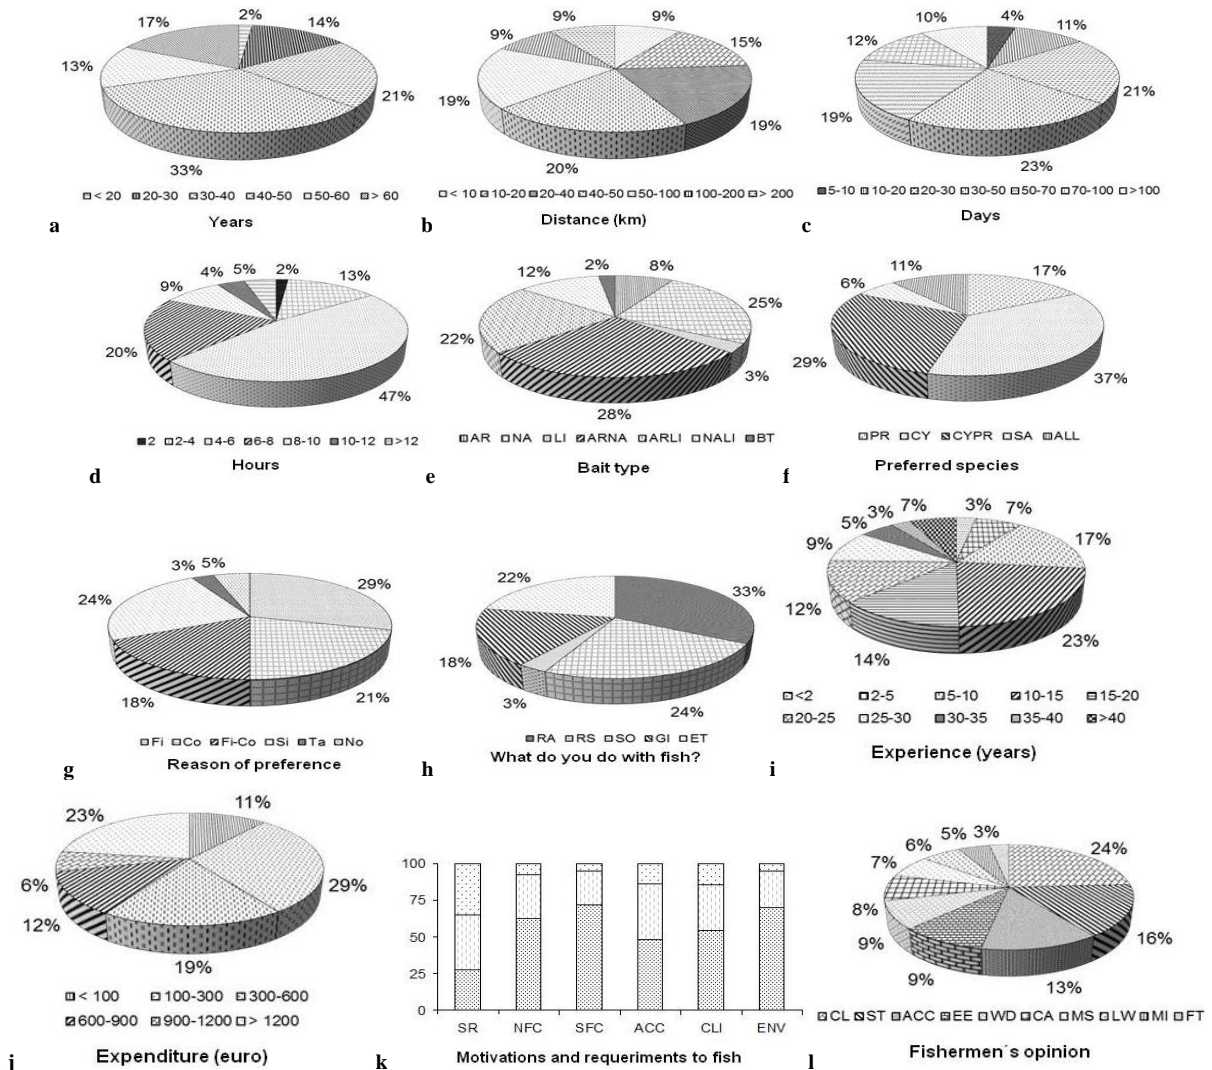 2% 14% 21% 33% 13% 17%
< 20 20-30 30-40 40-50 50-60 > 60
a Years
9% 15% 19% 20% 19% 9% 9%
< 10 10-20 20-40 40-50 50-100 100-200 > 200
b Distance (km)
4% 11% 21% 23% 19% 12% 10%
5-10 10-20 20-30 30-50 50-70 70-100 >100
c Days
2% 13% 47% 20% 9% 4% 5%
2 2-4 4-6 6-8 8-10 10-12 >12
d Hours
8% 25% 3% 28% 22% 12% 2%
AR NA LI ARNA ARLI NALI BT
e Bait type
17% 37% 29% 6% 11%
PR CY CYPR SA ALL
f Preferred species
29% 21% 18% 24% 3% 5%
Fi Co Fi-Co Si Ta No
g Reason of preference
33% 24% 3% 18% 22%
RA RS SO GI ET
h What do you do with fish?
3% 7% 17% 23% 14% 12% 9% 5% 3% 7%
<2 2-5 5-10 10-15 15-20
20-25 25-30 30-35 35-40 >40
i Experience (years)
11% 29% 19% 12% 6% 23%
< 100 100-300 300-600
600-900 900-1200 > 1200
j Expenditure (euro)
100
75
50
25
0
SR NFC SFC ACC CLI ENV
k Motivations and requeriments to fish
24% 16% 13% 9% 9% 8% 7% 6% 5% 3%
CL ST ACC EE WD CA MS LW MI FT
l Fishermen´s opinion